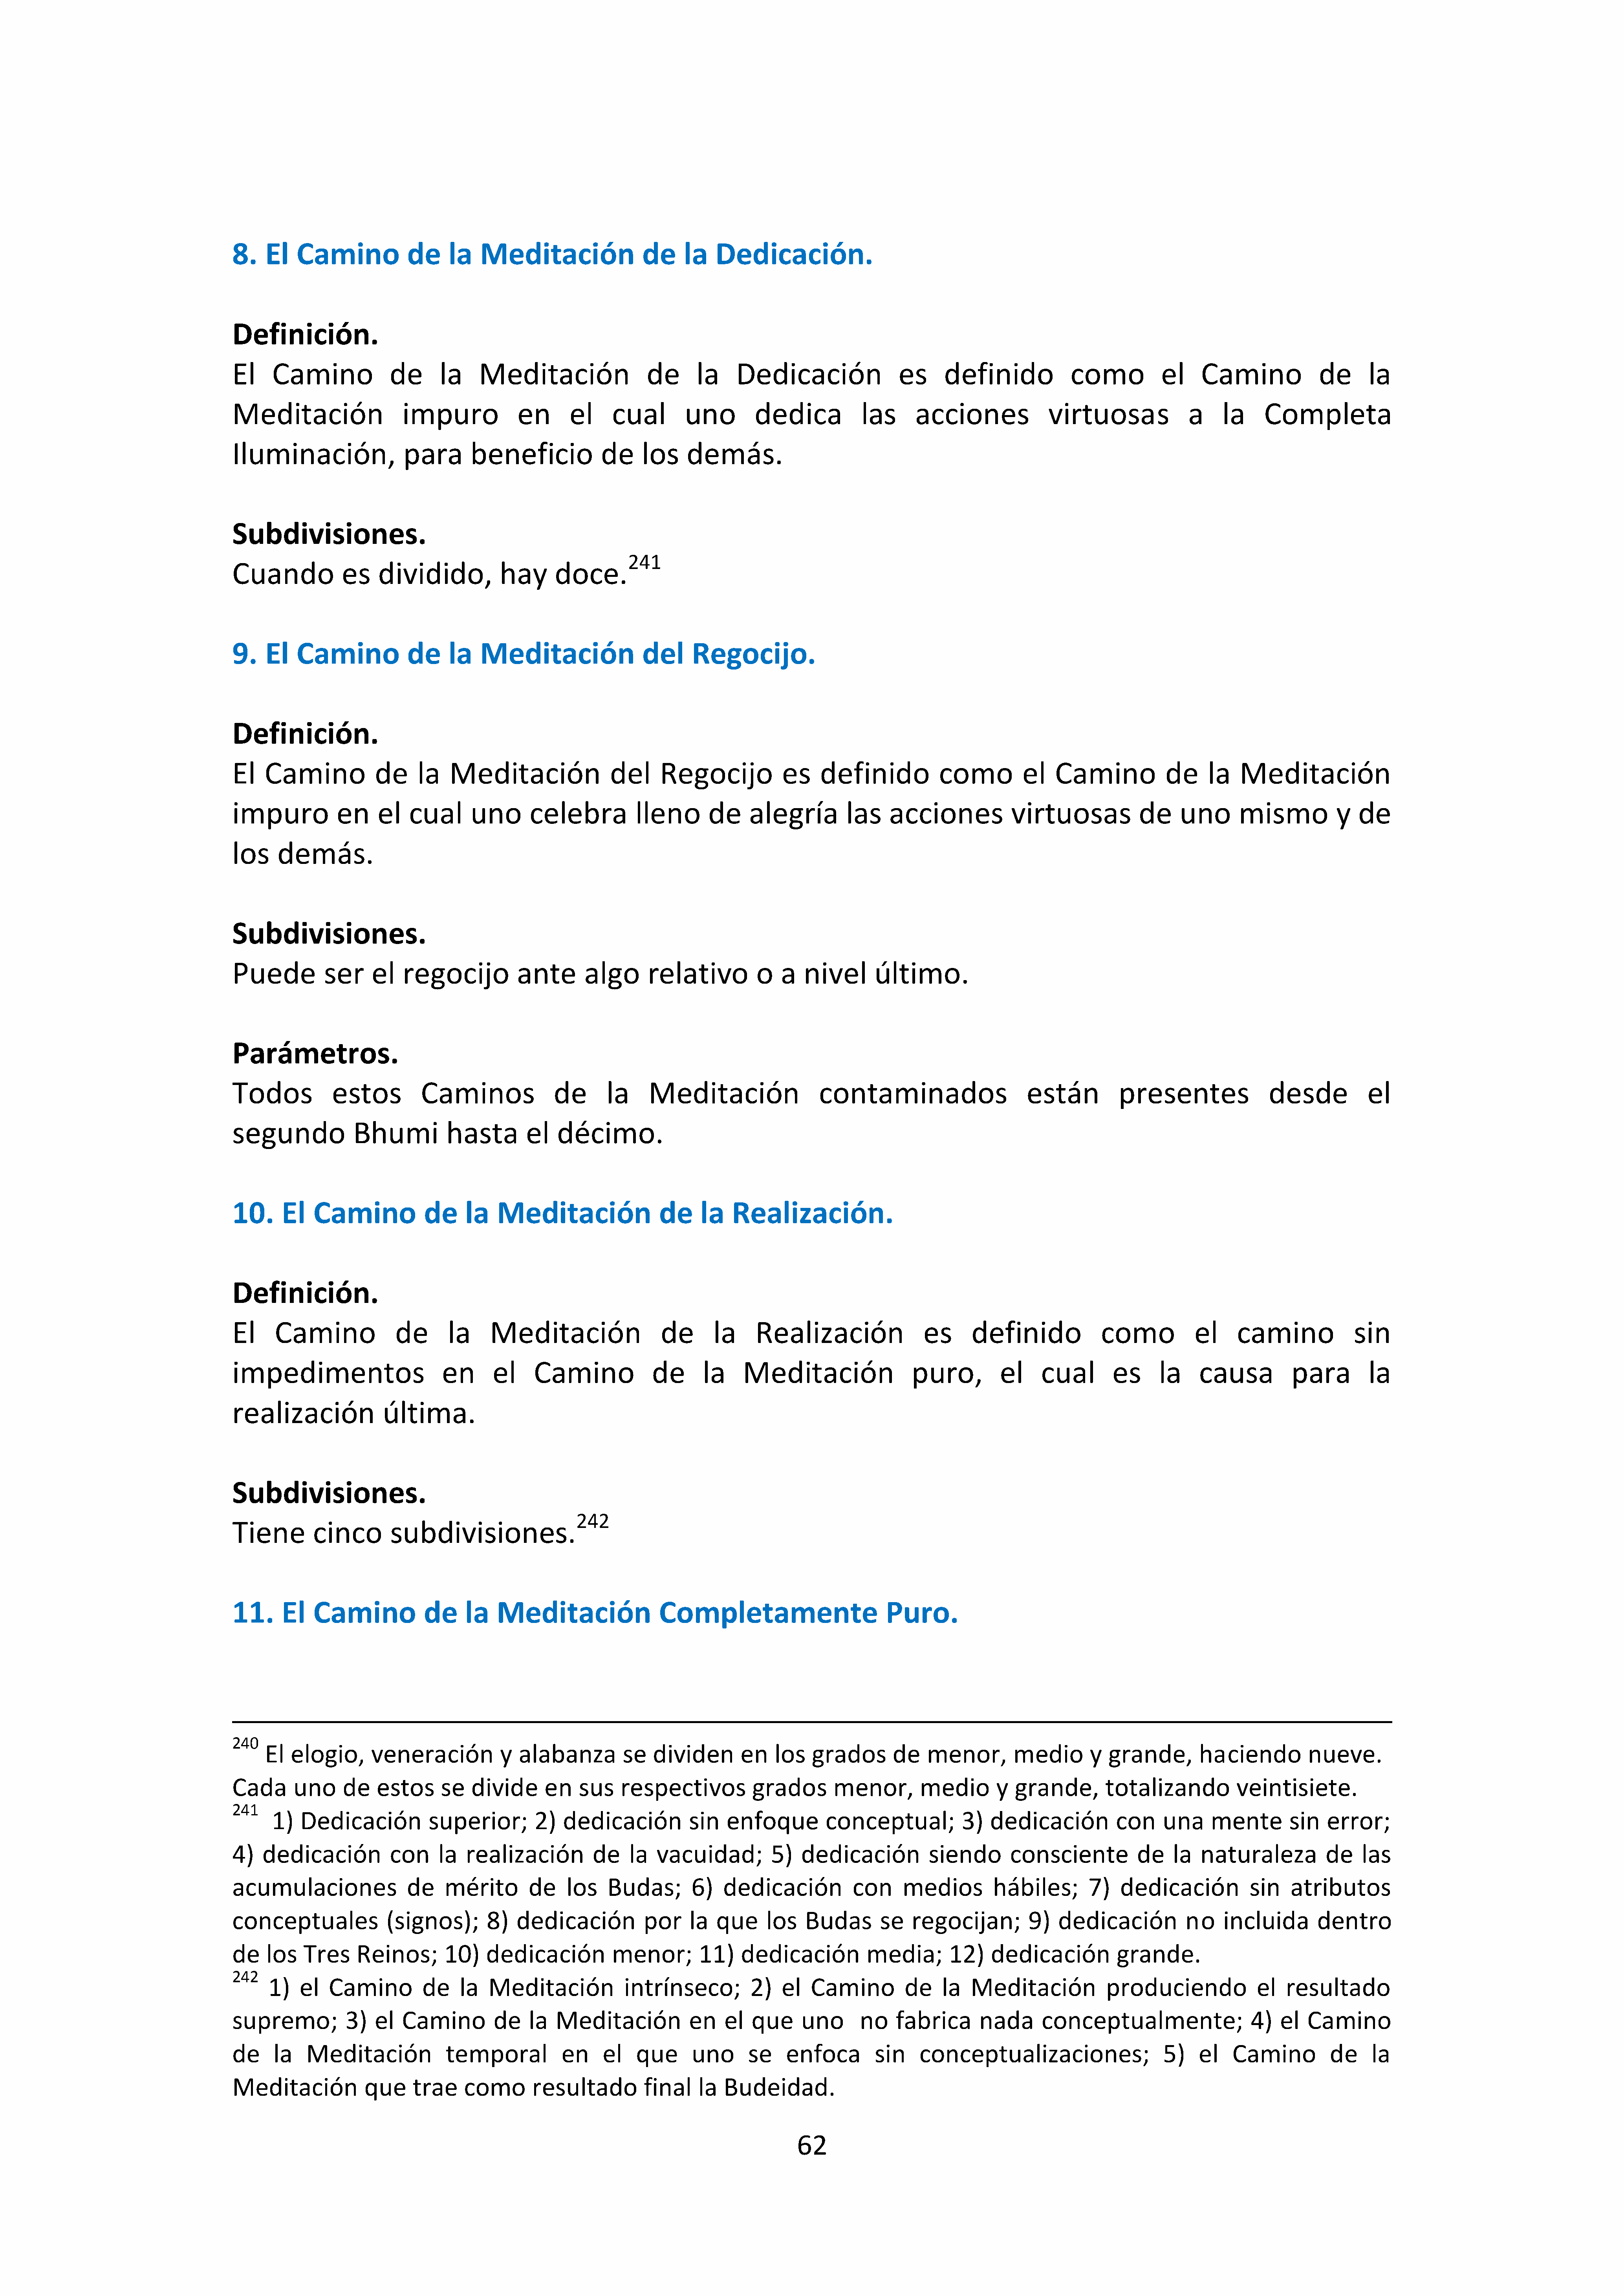 8. El Camino de la Meditación de la Dedicación.
Definición.
El Camino de la Meditación de la Dedicación es definido como el Camino de la
Meditación impuro en el cual uno dedica las acciones virtuosas a la Completa
Iluminación, para beneficio de los demás.
Subdivisiones.
Cuando es dividido, hay doce.241
9. El Camino de la Meditación del Regocijo.
Definición.
El Camino de la Meditación del Regocijo es definido como el Camino de la Meditación
impuro en el cual uno celebra lleno de alegría las acciones virtuosas de uno mismo y de
los demás.
Subdivisiones.
Puede ser el regocijo ante algo relativo o a nivel último.
Parámetros.
Todos estos Caminos de la Meditación contaminados están presentes desde el
segundo Bhumi hasta el décimo.
10. El Camino de la Meditación de la Realización.
Definición.
El Camino de la Meditación de la Realización es definido como el camino sin
impedimentos en el Camino de la Meditación puro, el cual es la causa para la
realización última.
Subdivisiones.
Tiene cinco subdivisiones.242
11. El Camino de la Meditación Completamente Puro.
240 El elogio, veneración y alabanza se dividen en los grados de menor, medio y grande, haciendo nueve.
Cada uno de estos se divide en sus respectivos grados menor, medio y grande, totalizando veintisiete.
241 1) Dedicación superior; 2) dedicación sin enfoque conceptual; 3) dedicación con una mente sin error;
4) dedicación con la realización de la vacuidad; 5) dedicación siendo consciente de la naturaleza de las
acumulaciones de mérito de los Budas; 6) dedicación con medios hábiles; 7) dedicación sin atributos
conceptuales (signos); 8) dedicación por la que los Budas se regocijan; 9) dedicación no incluida dentro
de los Tres Reinos; 10) dedicación menor; 11) dedicación media; 12) dedicación grande.
242 1) el Camino de la Meditación intrínseco; 2) el Camino de la Meditación produciendo el resultado
supremo; 3) el Camino de la Meditación en el que uno no fabrica nada conceptualmente; 4) el Camino
de la Meditación temporal en el que uno se enfoca sin conceptualizaciones; 5) el Camino de la
Meditación que trae como resultado final la Budeidad.
62